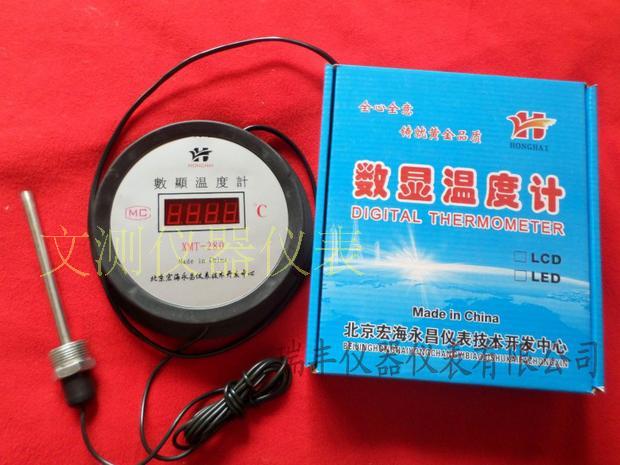 HONGHAI
數顯溫度計
MC
8888 ℃
XMT-280
Made in China
北京宏海永昌仪表技术开发中心
文测仪器仪表
全心全意
铸就黄金品质
HONGHAI
数显温度计
DIGITAL THERMOMETER
LCD
LED
Made in China
北京宏海永昌仪表技术开发中心
瑞丰仪器仪表有限公司